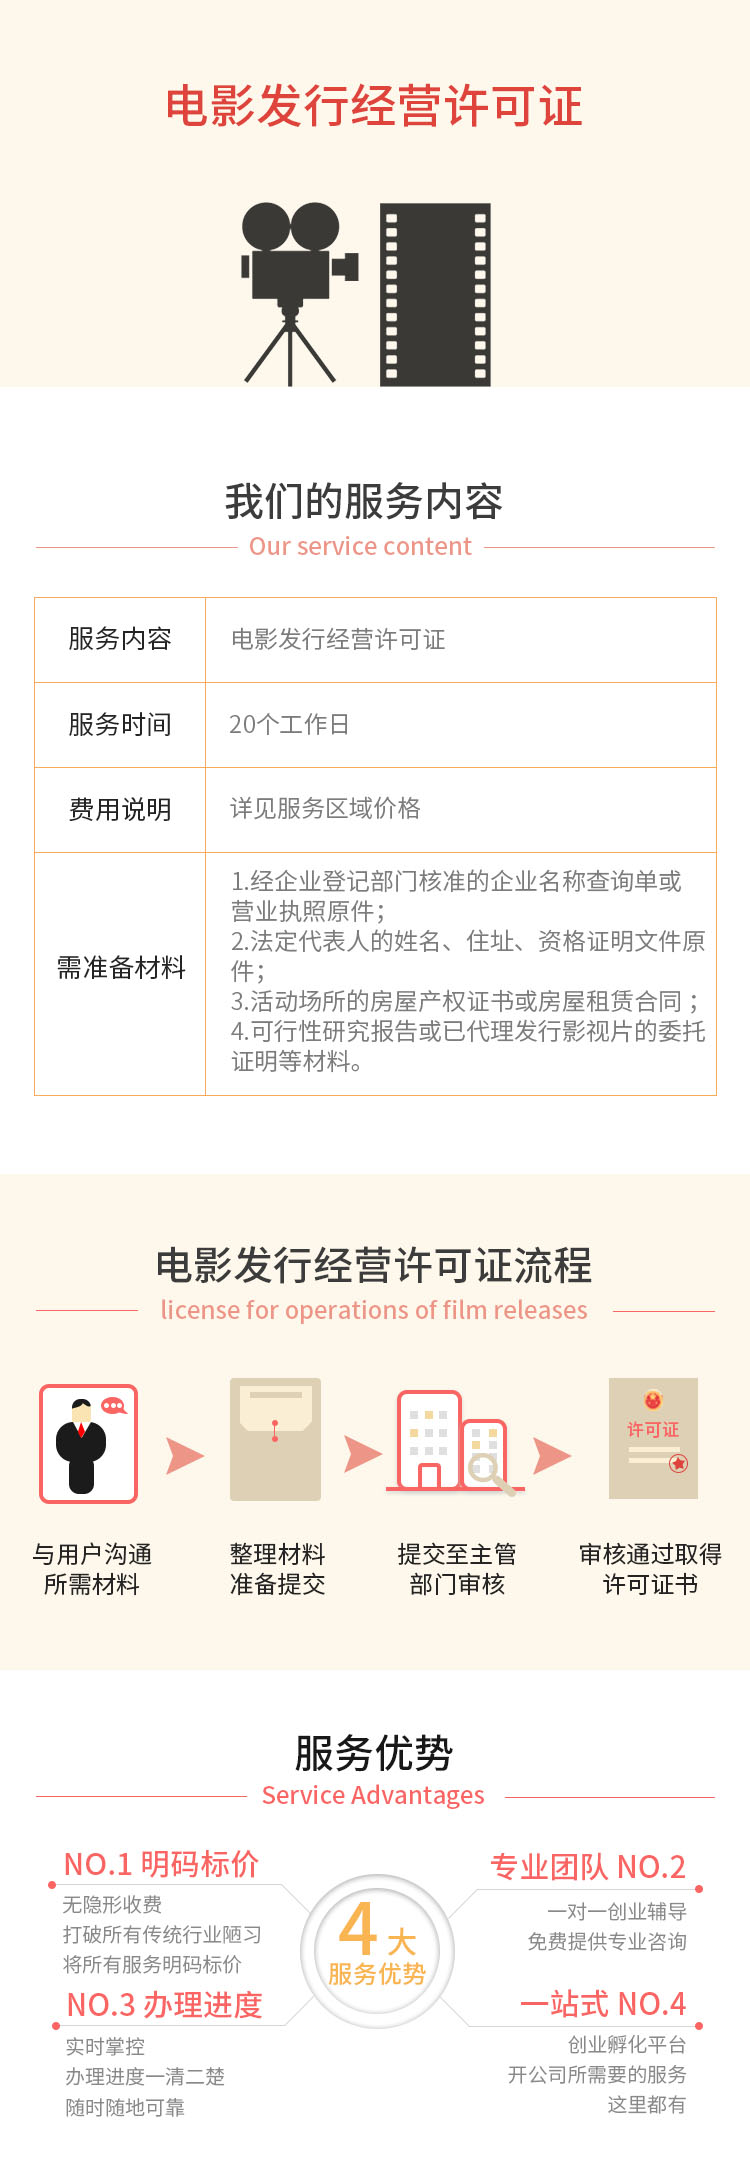 电影发行经营许可证
我们的服务内容
Our service content
服务内容
电影发行经营许可证
服务时间
20个工作日
费用说明
详见服务区域价格
需准备材料
1.经企业登记部门核准的企业名称查询单或
营业执照原件；
2.法定代表人的姓名、住址、资格证明文件原
件；
3.活动场所的房屋产权证书或房屋租赁合同；
4.可行性研究报告或已代理发行影视片的委托
证明等材料。
电影发行经营许可证流程
license for operations of film releases
许可证
与用户沟通
所需材料
整理材料
准备提交
提交至主管
部门审核
审核通过取得
许可证书
服务优势
Service Advantages
NO.1 明码标价
无隐形收费
打破所有传统行业陋习
将所有服务明码标价
专业团队 NO.2
一对一创业辅导
免费提供专业咨询
4大
服务优势
NO.3 办理进度
实时掌控
办理进度一清二楚
随时随地可靠
一站式 NO.4
创业孵化平台
开公司所需要的服务
这里都有